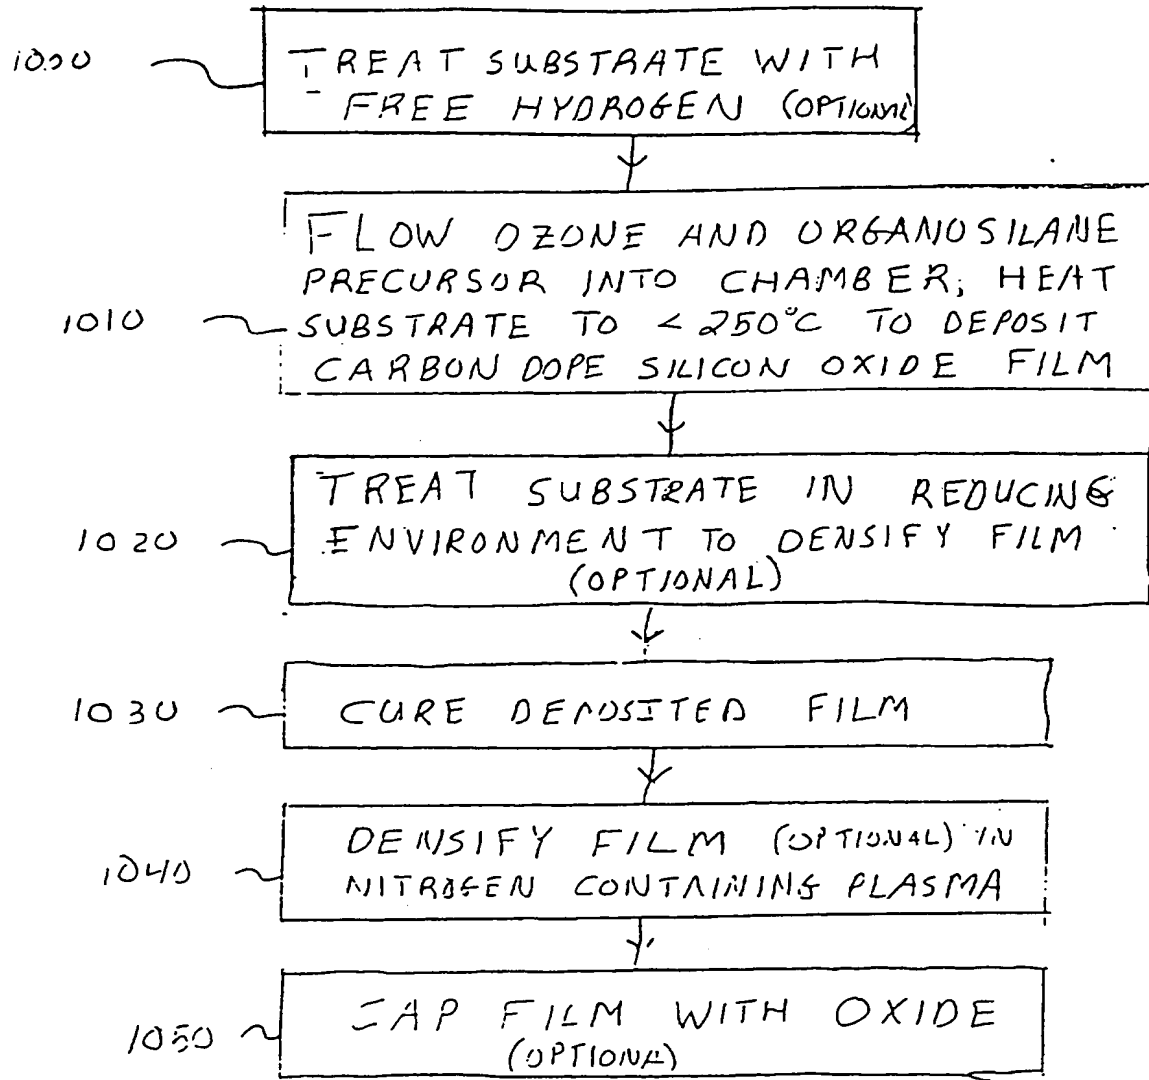 1000
TREAT SUBSTRATE WITH
FREE HYDROGEN (OPTIONAL)
FLOW OZONE AND ORGANOSILANE
PRECURSOR INTO CHAMBER; HEAT
1010
SUBSTRATE TO < 250°C TO DEPOSIT
CARBON DOPE SILICON OXIDE FILM
TREAT SUBSTRATE IN REDUCING
1020
ENVIRONMENT TO DENSIFY FILM
(OPTIONAL)
1030
CURE DEPOSITED FILM
DENSIFY FILM (OPTIONAL) IN
1040
NITROGEN CONTAINING PLASMA
1050
CAP FILM WITH OXIDE
(OPTIONAL)